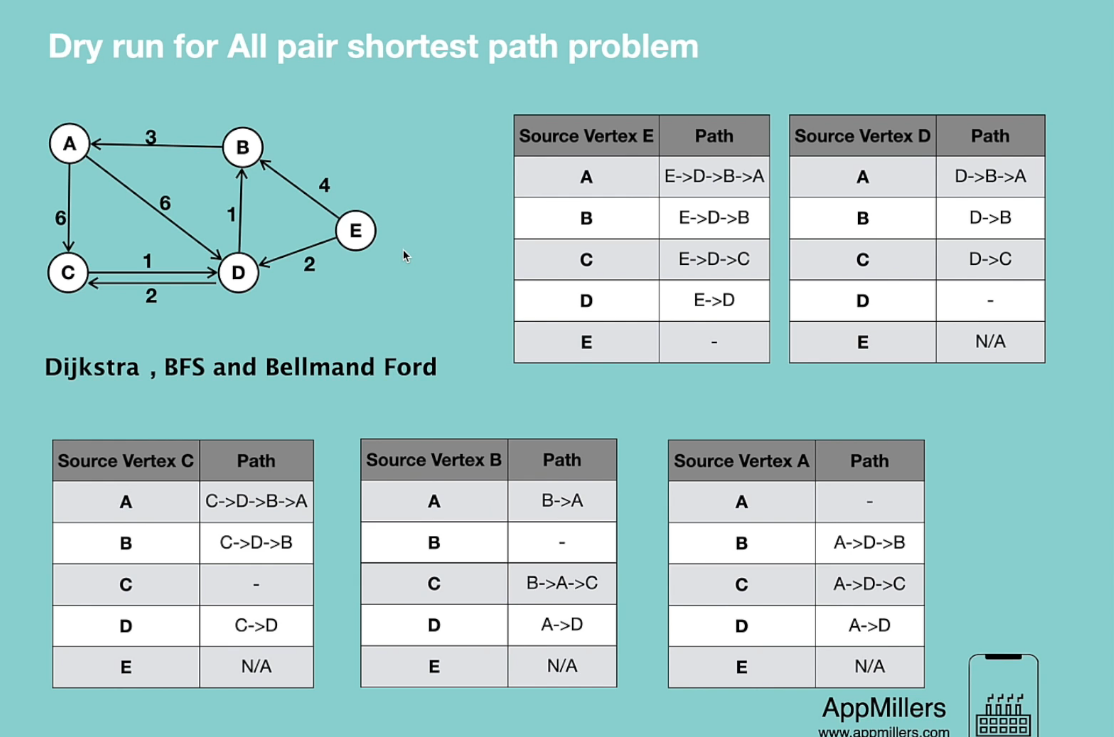 Dry run for All pair shortest path problem
A
3
B
6
6
1
4
E
2
C
1
D
2
Dijkstra , BFS and Bellmand Ford
Source Vertex E Path
A E->D->B->A
B E->D->B
C E->D->C
D E->D
E -
Source Vertex D Path
A D->B->A
B D->B
C D->C
D -
E N/A
Source Vertex C Path
A C->D->B->A
B C->D->B
C -
D C->D
E N/A
Source Vertex B Path
A B->A
B -
C B->A->C
D A->D
E N/A
Source Vertex A Path
A -
B A->D->B
C A->D->C
D A->D
E N/A
AppMillers
www.appmillers.com